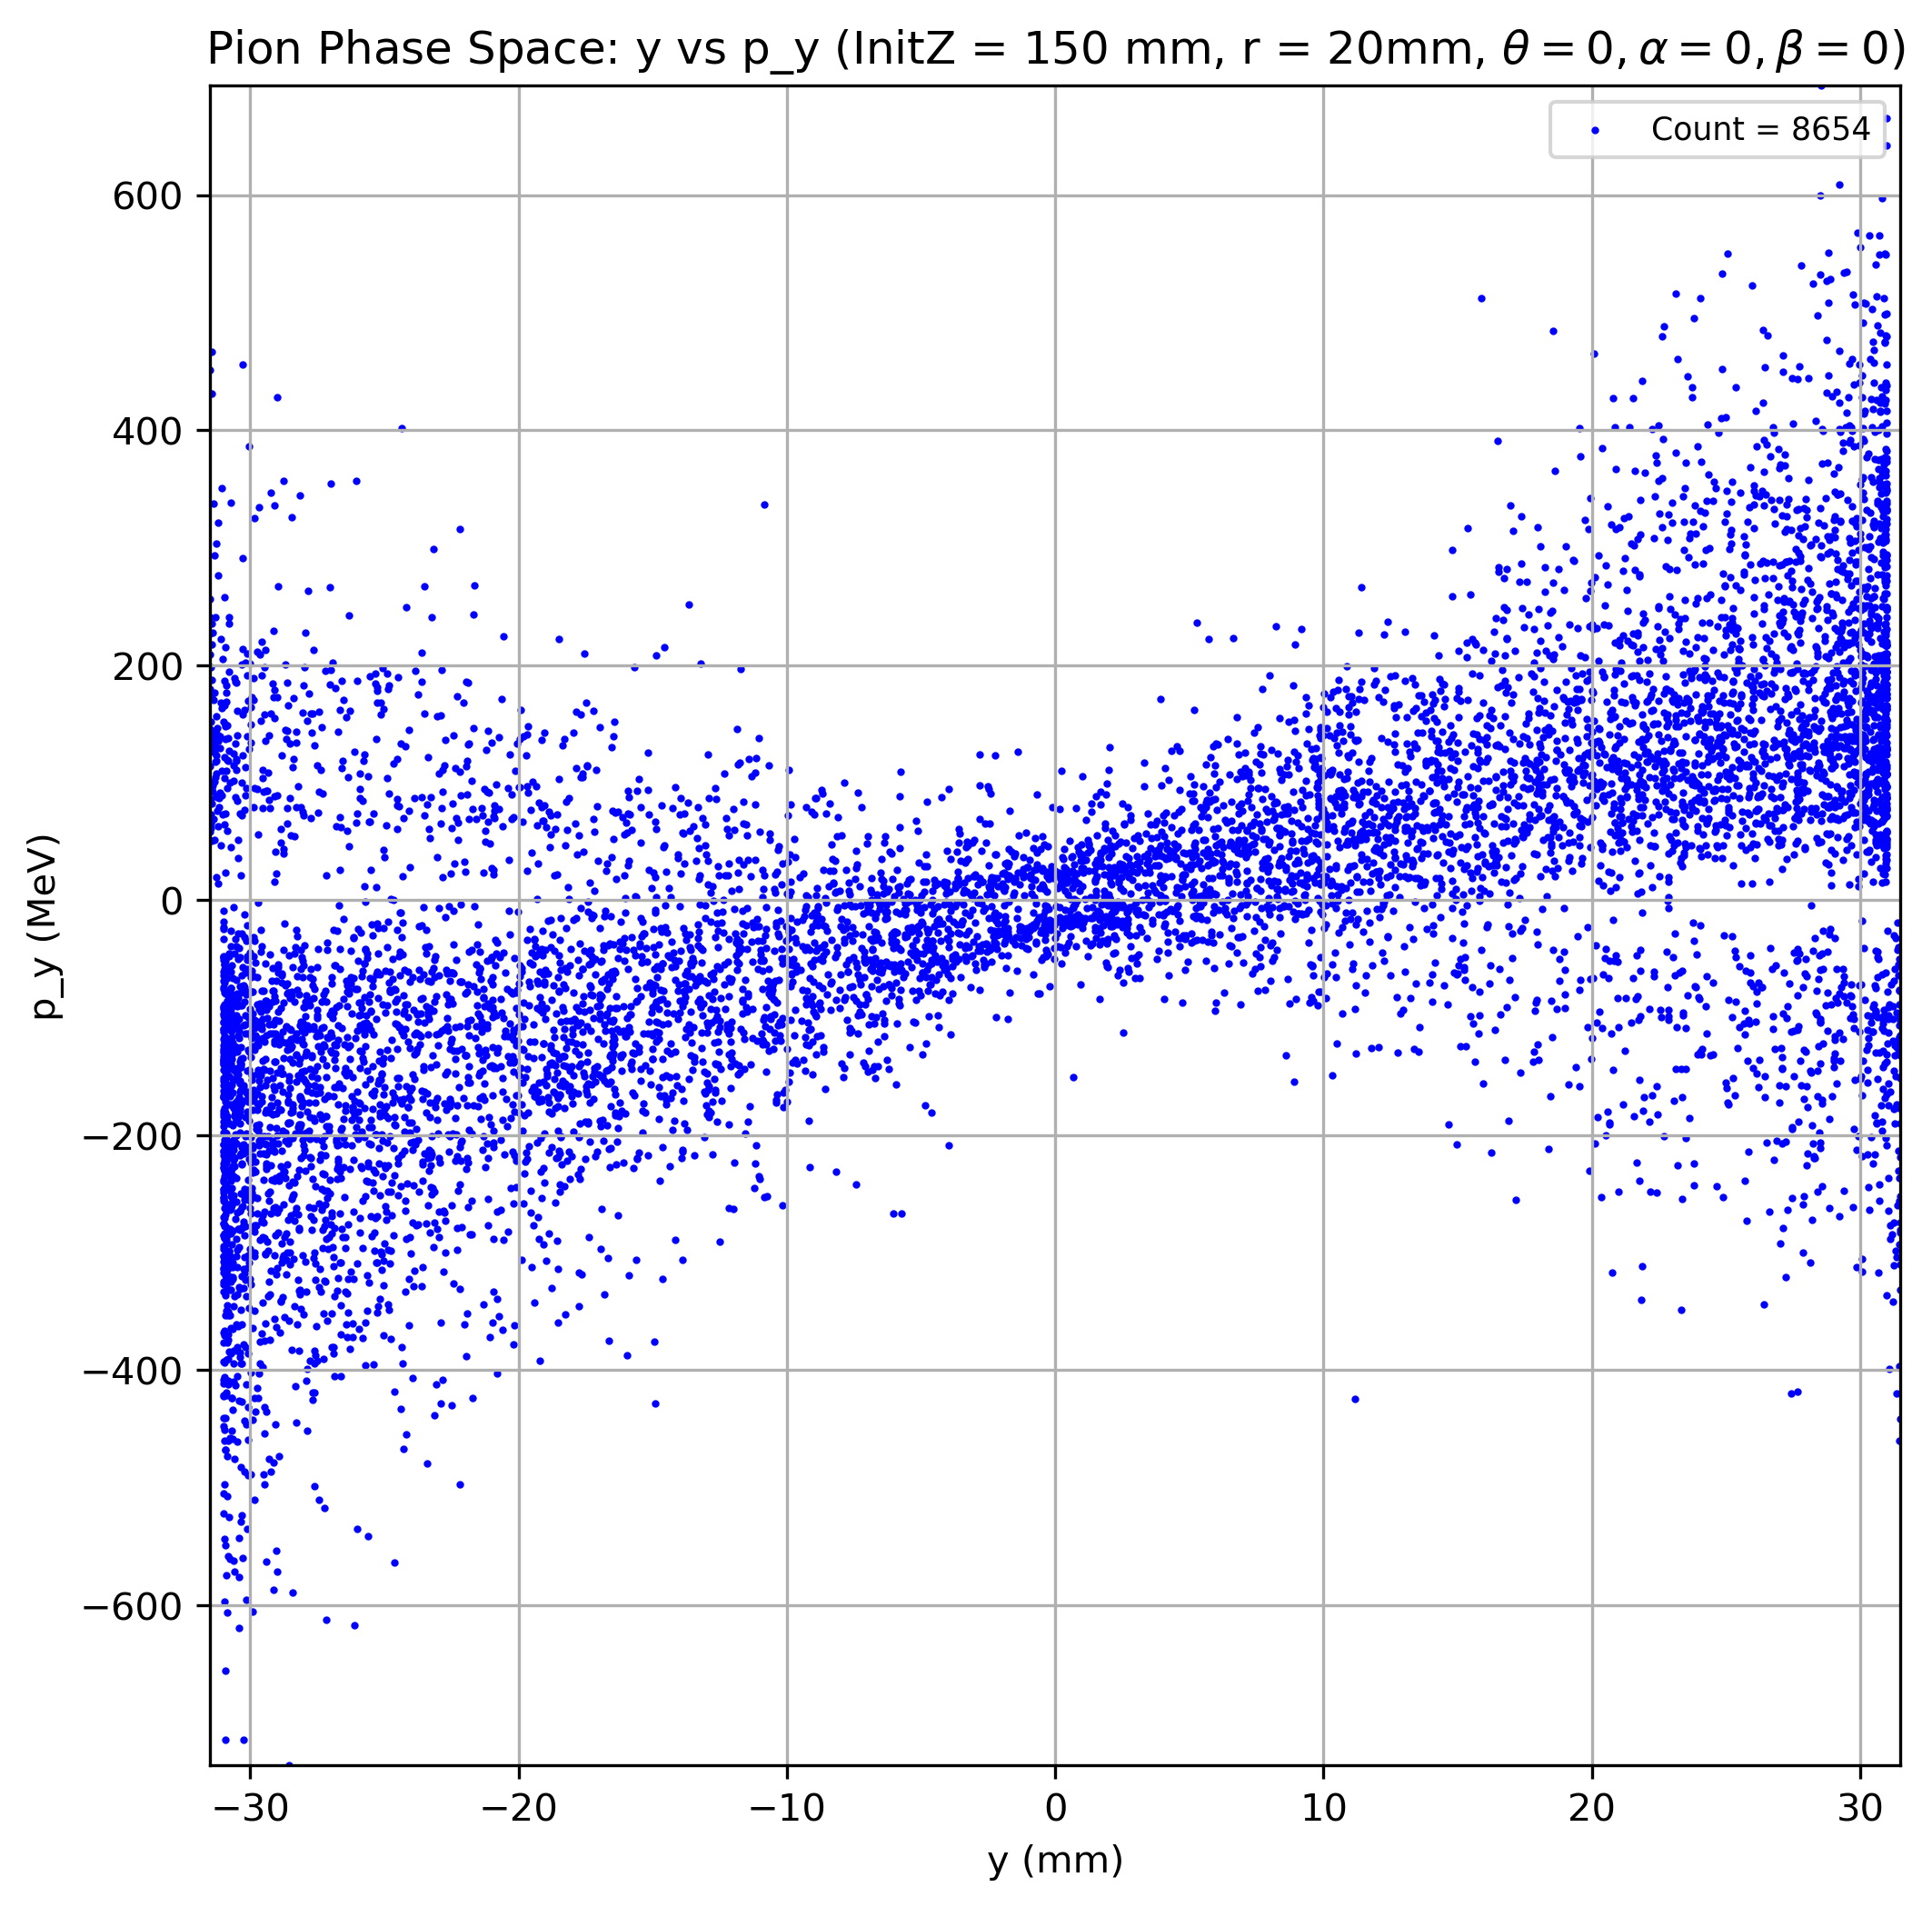 Pion Phase Space: y vs p_y (InitZ = 150 mm, r = 20mm, θ = 0, α = 0, β = 0)
Count = 8654
600
400
200
0
−200
−400
−600
p_y (MeV)
−30 −20 −10 0 10 20 30
y (mm)